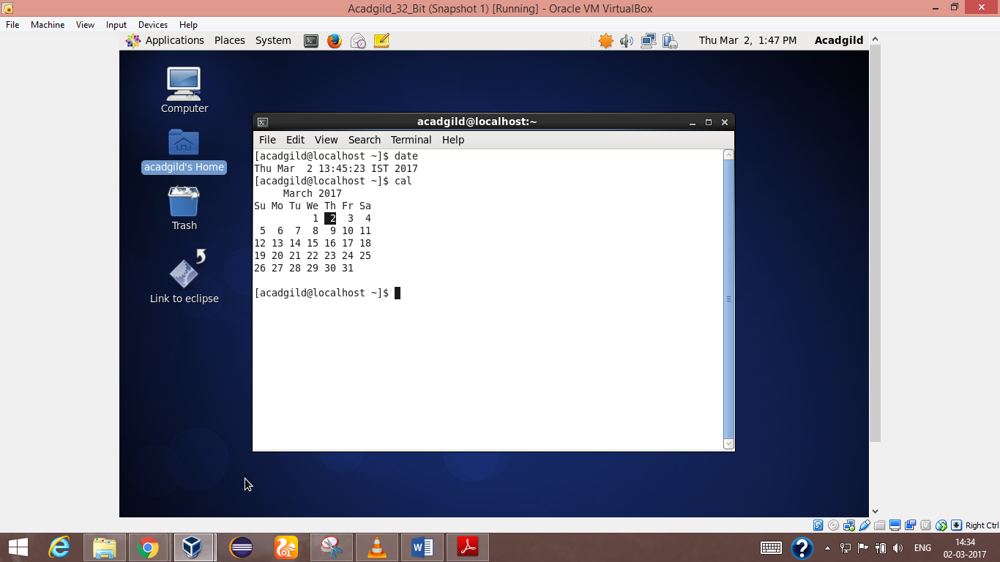 Acadgild_32_Bit (Snapshot 1) [Running] - Oracle VM VirtualBox
File Machine View Input Devices Help
Applications Places System Thu Mar 2, 1:47 PM Acadgild
Computer
acadgild's Home
Trash
Link to eclipse
acadgild@localhost:~
File Edit View Search Terminal Help
[acadgild@localhost ~]$ date
Thu Mar  2 13:45:23 IST 2017
[acadgild@localhost ~]$ cal
     March 2017
Su Mo Tu We Th Fr Sa
          1  2  3  4
 5  6  7  8  9 10 11
12 13 14 15 16 17 18
19 20 21 22 23 24 25
26 27 28 29 30 31
[acadgild@localhost ~]$
Right Ctrl
ENG 14:34
02-03-2017